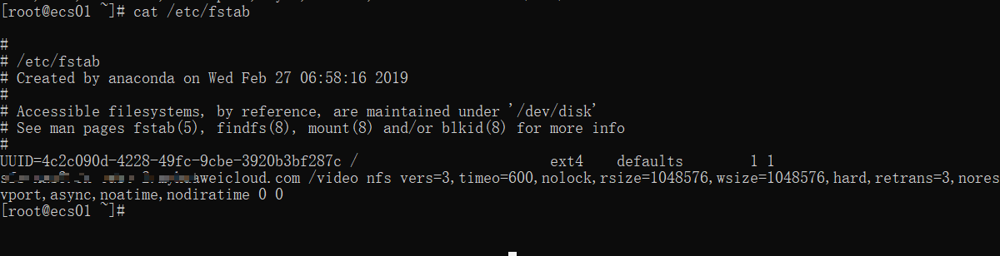 [root@ecs01 ~]# cat /etc/fstab
#
# /etc/fstab
# Created by anaconda on Wed Feb 27 06:58:16 2019
#
# Accessible filesystems, by reference, are maintained under '/dev/disk'
# See man pages fstab(5), findfs(8), mount(8) and/or blkid(8) for more info
#
UUID=4c2c090d-4228-49fc-9cbe-3920b3bf287c / ext4 defaults 1 1
aweicloud.com /video nfs vers=3,timeo=600,nolock,rsize=1048576,wsize=1048576,hard,retrans=3,nores
vport,async,noatime,nodiratime 0 0
[root@ecs01 ~]#